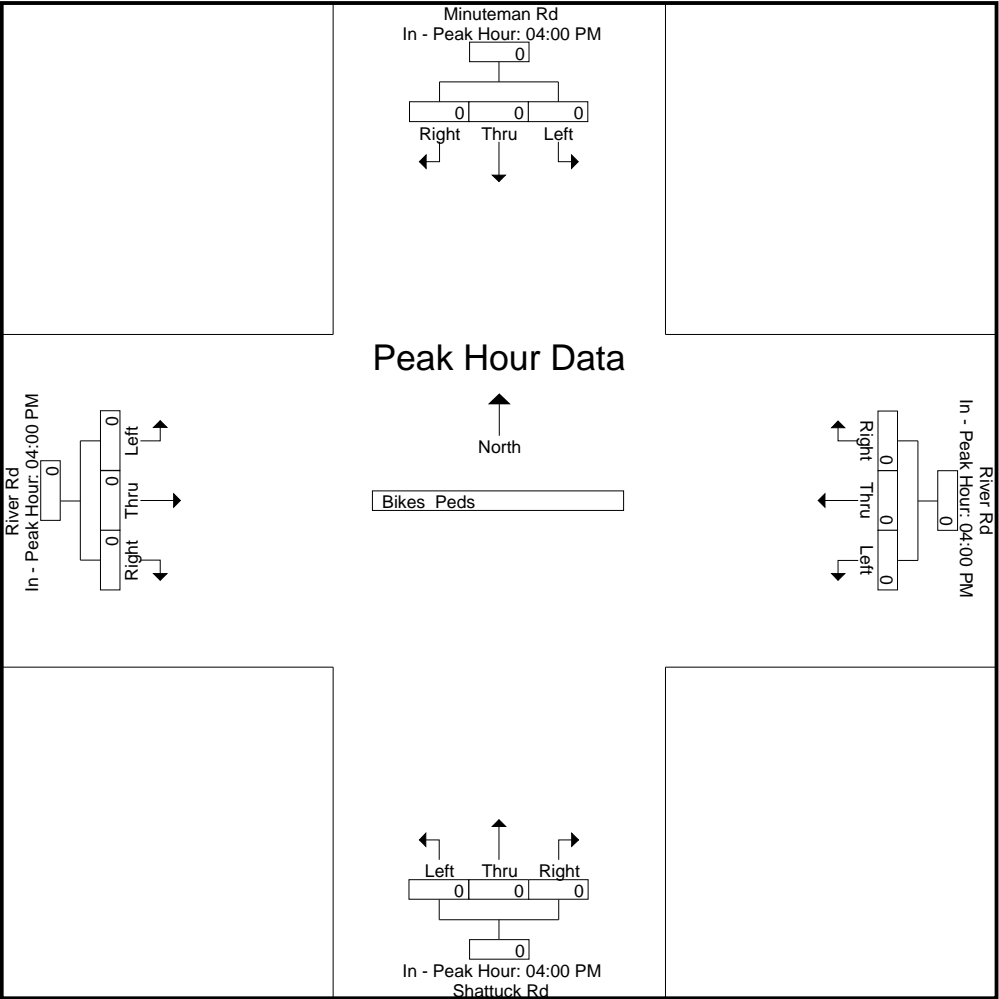 Minuteman Rd
In - Peak Hour: 04:00 PM
0
0 0 0
Right Thru Left
Peak Hour Data
North
Bikes Peds
River Rd
In - Peak Hour: 04:00 PM
0
0 0 0
Left Thru Right
River Rd
In - Peak Hour: 04:00 PM
0
0 0 0
Right Thru Left
Left Thru Right
0 0 0
0
In - Peak Hour: 04:00 PM
Shattuck Rd